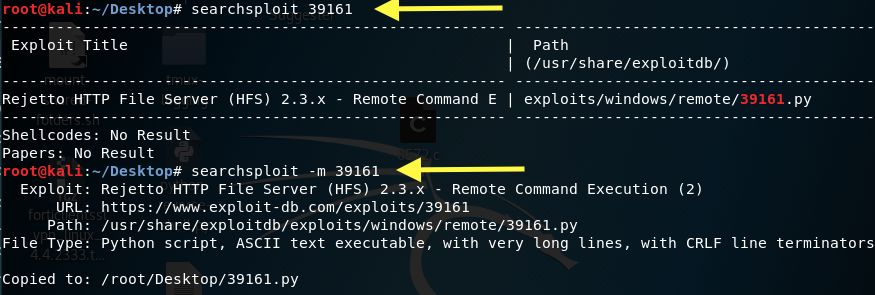 root@kali:~/Desktop# searchsploit 39161
--------------------------------------------------- ----------------------------------------
 Exploit Title                                     |  Path
                                                   | (/usr/share/exploitdb/)
--------------------------------------------------- ----------------------------------------
Rejetto HTTP File Server (HFS) 2.3.x - Remote Command E | exploits/windows/remote/39161.py
--------------------------------------------------- ----------------------------------------
Shellcodes: No Result
Papers: No Result
root@kali:~/Desktop# searchsploit -m 39161
  Exploit: Rejetto HTTP File Server (HFS) 2.3.x - Remote Command Execution (2)
      URL: https://www.exploit-db.com/exploits/39161
     Path: /usr/share/exploitdb/exploits/windows/remote/39161.py
File Type: Python script, ASCII text executable, with very long lines, with CRLF line terminators

Copied to: /root/Desktop/39161.py